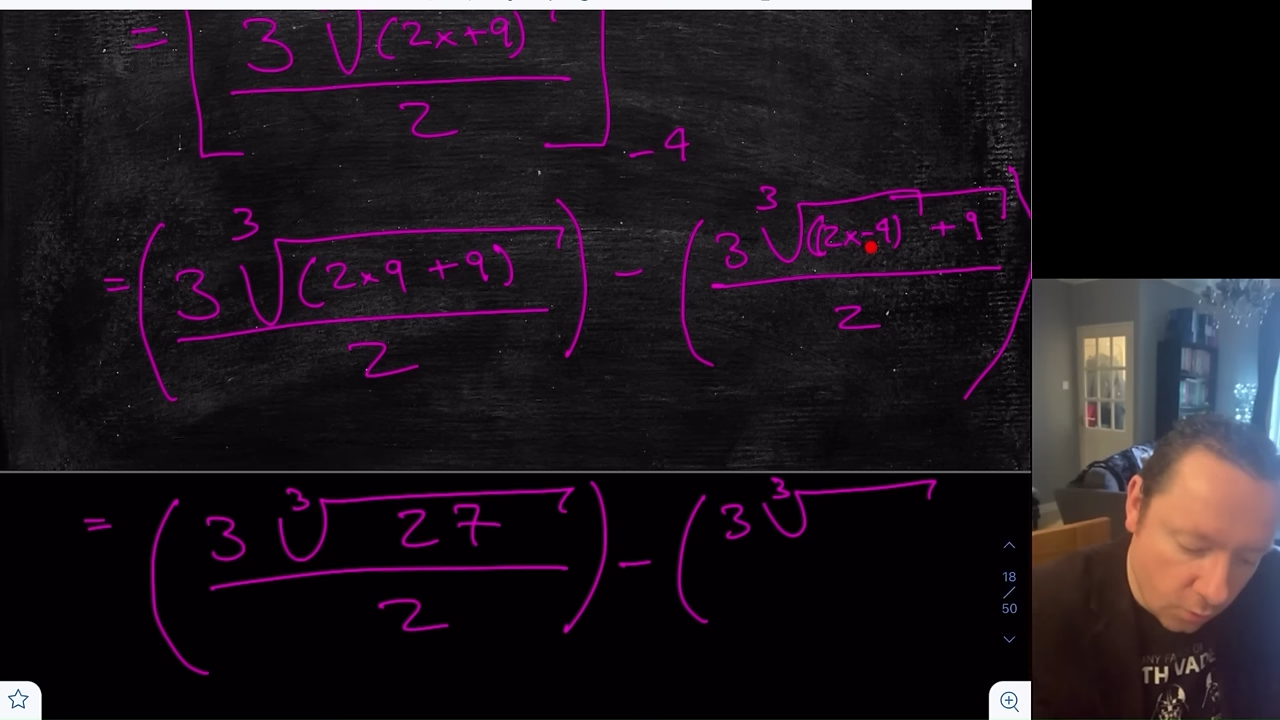 = [ 3 √(2x+9) / 2 ] -4
= ( 3 ∛(2×9 + 9) / 2 ) - ( 3 ∛((2x-4) + 9) / 2 )
= ( 3 ∛27 / 2 ) - ( 3 ∛
18
/
50
TH VADE